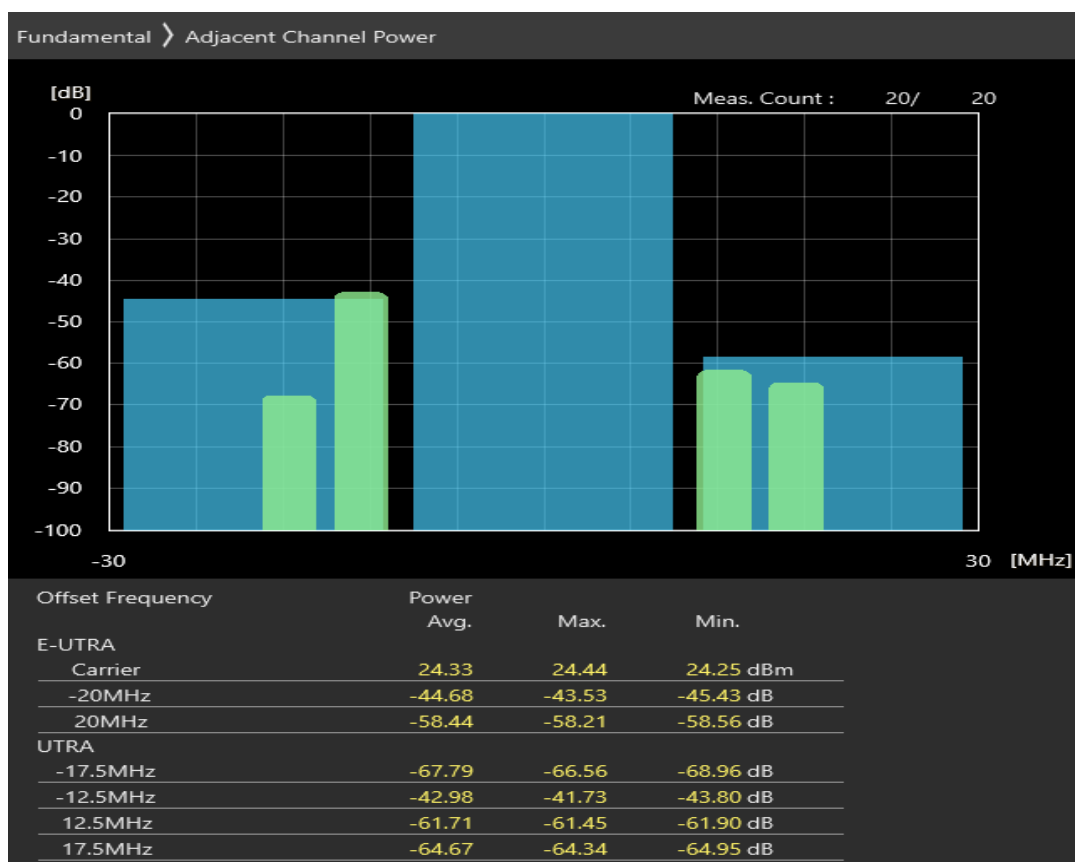 Fundamental ❯ Adjacent Channel Power
[dB]
Meas. Count : 20/ 20
0
-10
-20
-30
-40
-50
-60
-70
-80
-90
-100
-30 30 [MHz]
Offset Frequency Power
Avg. Max. Min.
E-UTRA
Carrier 24.33 24.44 24.25 dBm
-20MHz -44.68 -43.53 -45.43 dB
20MHz -58.44 -58.21 -58.56 dB
UTRA
-17.5MHz -67.79 -66.56 -68.96 dB
-12.5MHz -42.98 -41.73 -43.80 dB
12.5MHz -61.71 -61.45 -61.90 dB
17.5MHz -64.67 -64.34 -64.95 dB